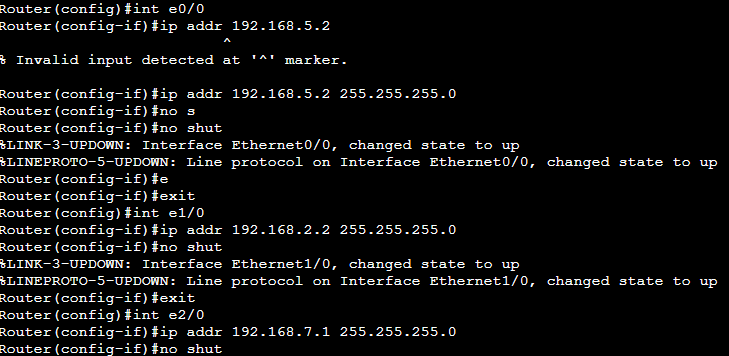 Router(config)#int e0/0
Router(config-if)#ip addr 192.168.5.2
^
% Invalid input detected at '^' marker.
Router(config-if)#ip addr 192.168.5.2 255.255.255.0
Router(config-if)#no s
Router(config-if)#no shut
%LINK-3-UPDOWN: Interface Ethernet0/0, changed state to up
%LINEPROTO-5-UPDOWN: Line protocol on Interface Ethernet0/0, changed state to up
Router(config-if)#e
Router(config-if)#exit
Router(config)#int e1/0
Router(config-if)#ip addr 192.168.2.2 255.255.255.0
Router(config-if)#no shut
%LINK-3-UPDOWN: Interface Ethernet1/0, changed state to up
%LINEPROTO-5-UPDOWN: Line protocol on Interface Ethernet1/0, changed state to up
Router(config-if)#exit
Router(config)#int e2/0
Router(config-if)#ip addr 192.168.7.1 255.255.255.0
Router(config-if)#no shut